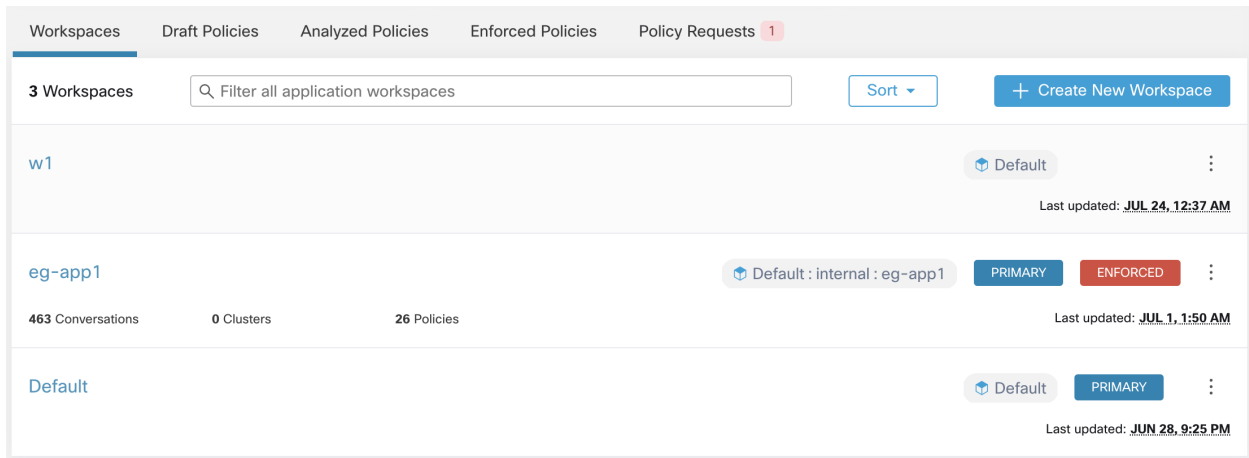 Workspaces Draft Policies Analyzed Policies Enforced Policies Policy Requests 1
3 Workspaces Filter all application workspaces Sort + Create New Workspace
w1 Default
Last updated: JUL 24, 12:37 AM
eg-app1 Default : internal : eg-app1 PRIMARY ENFORCED
463 Conversations 0 Clusters 26 Policies Last updated: JUL 1, 1:50 AM
Default Default PRIMARY
Last updated: JUN 28, 9:25 PM